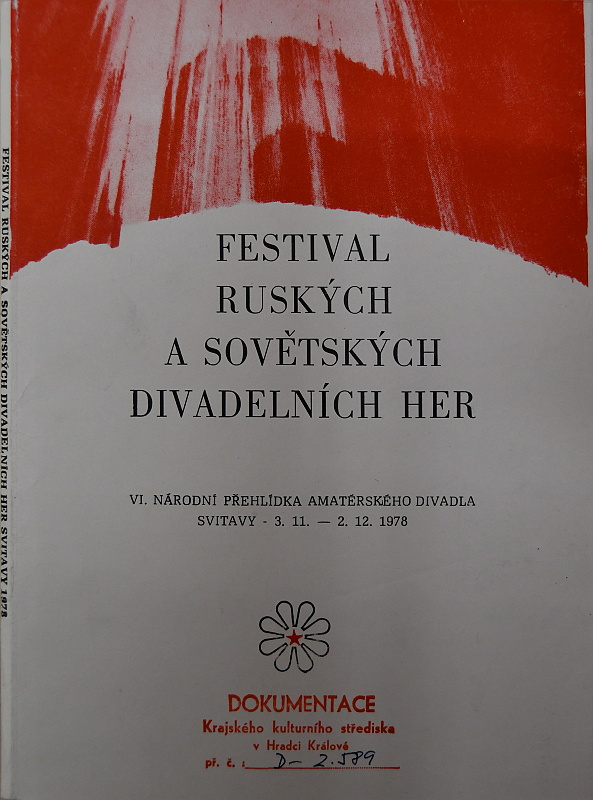 FESTIVAL
RUSKÝCH
A SOVĚTSKÝCH
DIVADELNÍCH HER
VI. NÁRODNÍ PŘEHLÍDKA AMATÉRSKÉHO DIVADLA
SVITAVY - 3. 11. — 2. 12. 1978
DOKUMENTACE
Krajského kulturního střediska
v Hradci Králové
př. č. : D- 2.589
FESTIVAL RUSKÝCH A SOVĚTSKÝCH DIVADELNÍCH HER SVITAVY 1978